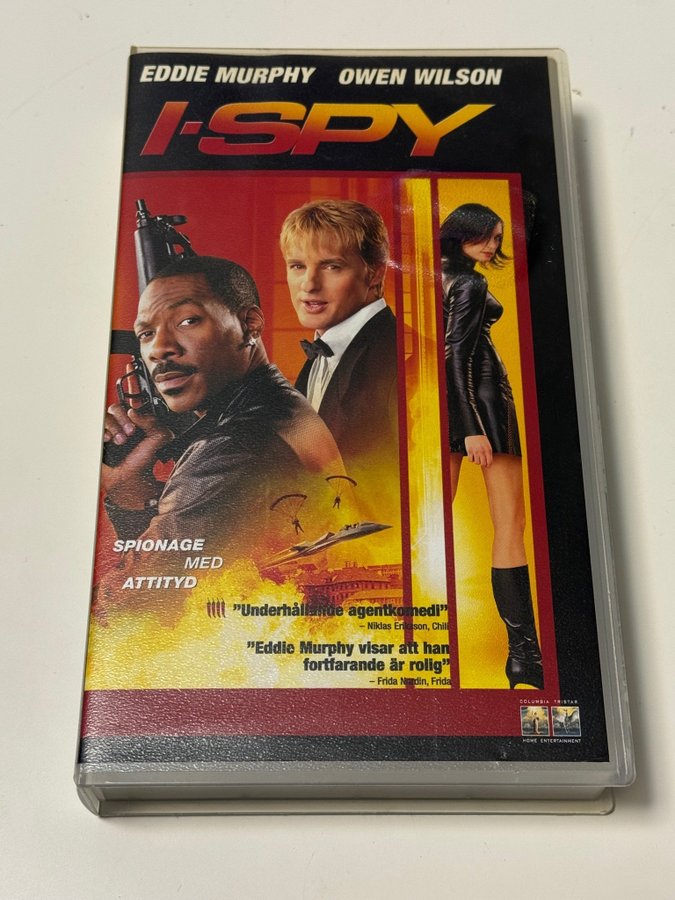 EDDIE MURPHY OWEN WILSON
I-SPY
SPIONAGE
MED
ATTITYD
"Underhållande agentkomedi"
– Niklas Eriksson, Chili
"Eddie Murphy visar att han
fortfarande är rolig"
– Frida Nordin, Frida
COLUMBIA TRISTAR
HOME ENTERTAINMENT